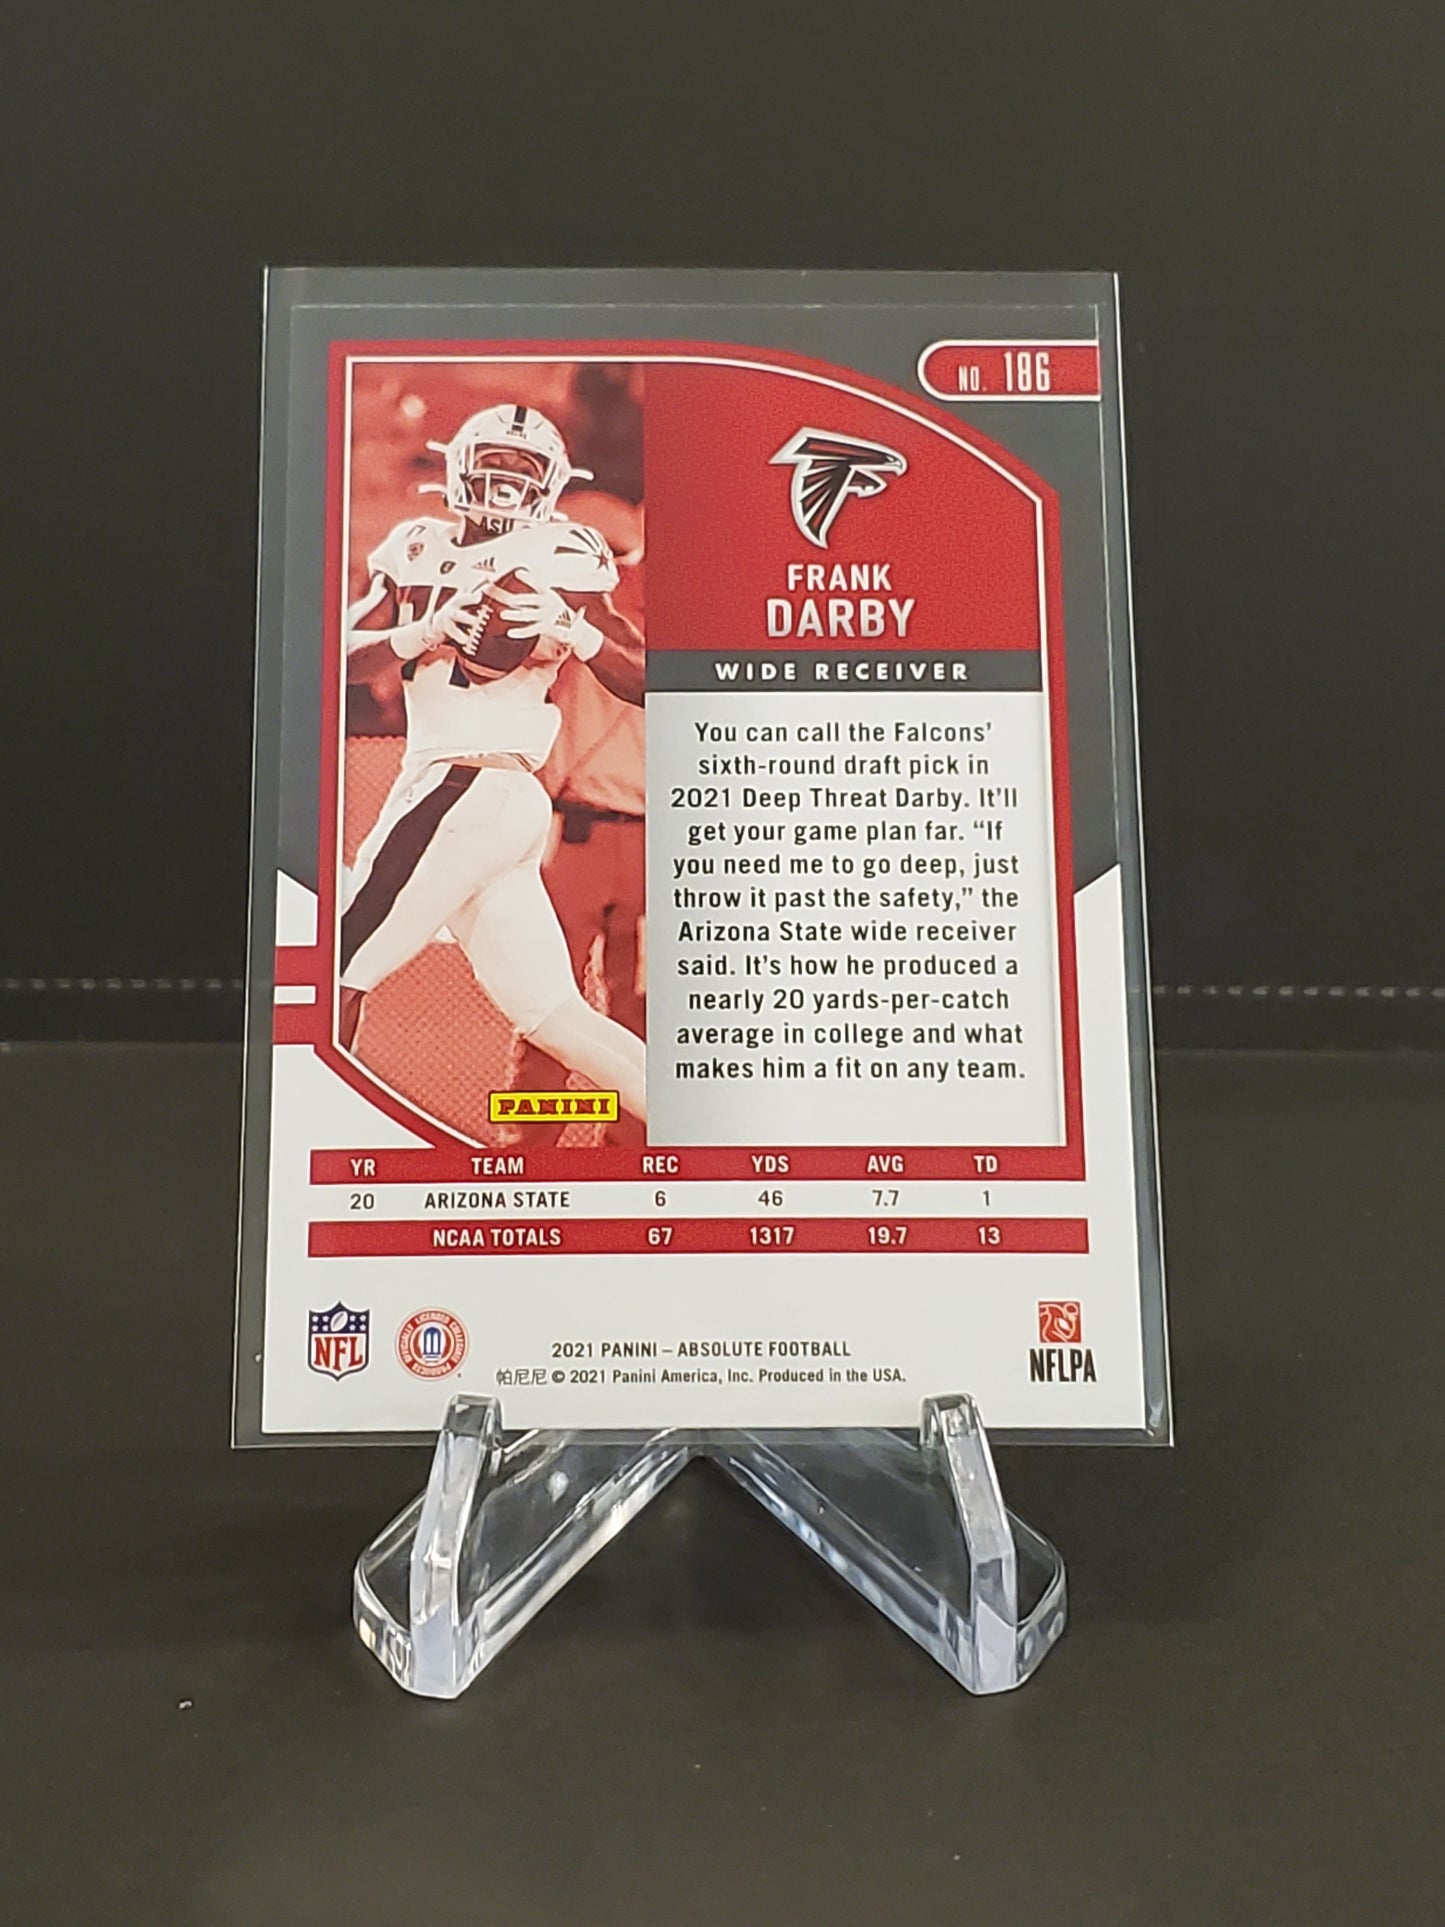 NO. 186
ASU
FRANK
DARBY
WIDE RECEIVER
You can call the Falcons'
sixth-round draft pick in
2021 Deep Threat Darby. It'll
get your game plan far. “If
you need me to go deep, just
throw it past the safety,” the
Arizona State wide receiver
said. It's how he produced a
nearly 20 yards-per-catch
average in college and what
makes him a fit on any team.
PANINI
YR TEAM REC YDS AVG TD
20 ARIZONA STATE 6 46 7.7 1
NCAA TOTALS 67 1317 19.7 13
NFL
OFFICIALLY LICENSED COLLEGIATE PRODUCTS
NFLPA
2021 PANINI – ABSOLUTE FOOTBALL
帕尼尼 © 2021 Panini America, Inc. Produced in the USA.